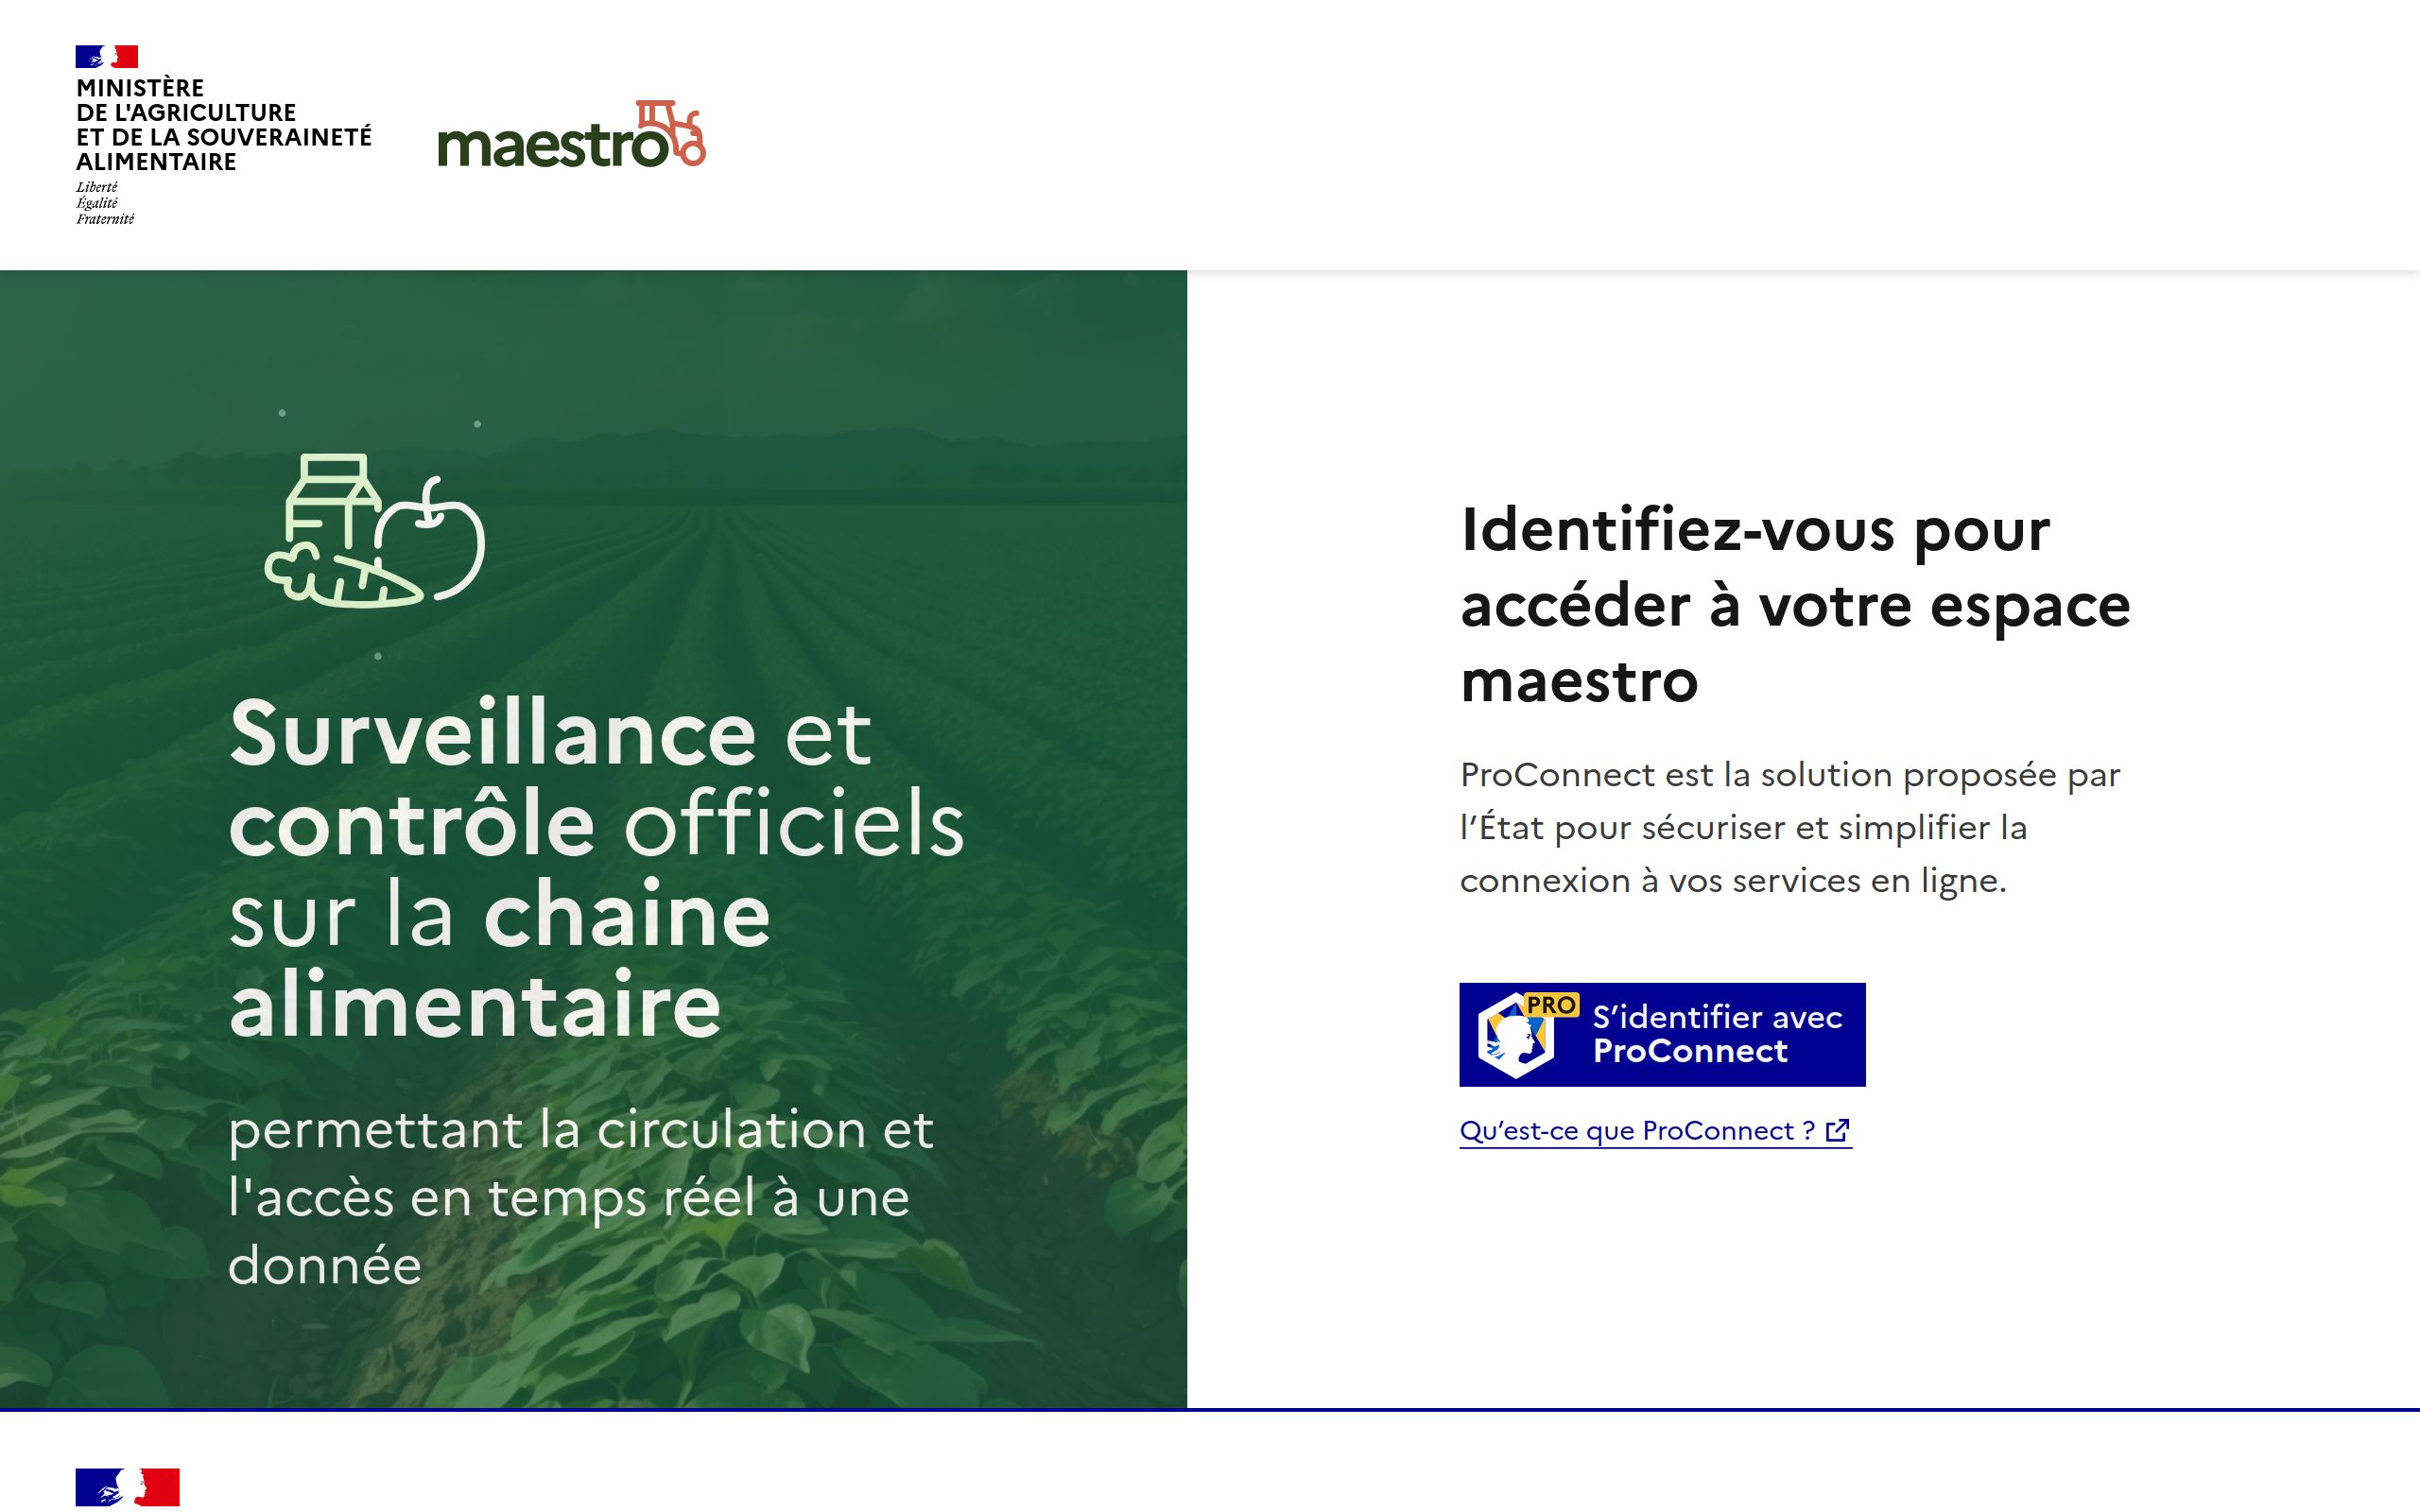 MINISTÈRE
DE L'AGRICULTURE
ET DE LA SOUVERAINETÉ
ALIMENTAIRE
Liberté
Égalité
Fraternité
maestro
Surveillance et
contrôle officiels
sur la chaine
alimentaire
permettant la circulation et
l'accès en temps réel à une
donnée
Identifiez-vous pour
accéder à votre espace
maestro
ProConnect est la solution proposée par
l’État pour sécuriser et simplifier la
connexion à vos services en ligne.
PRO
S’identifier avec
ProConnect
Qu’est-ce que ProConnect ?